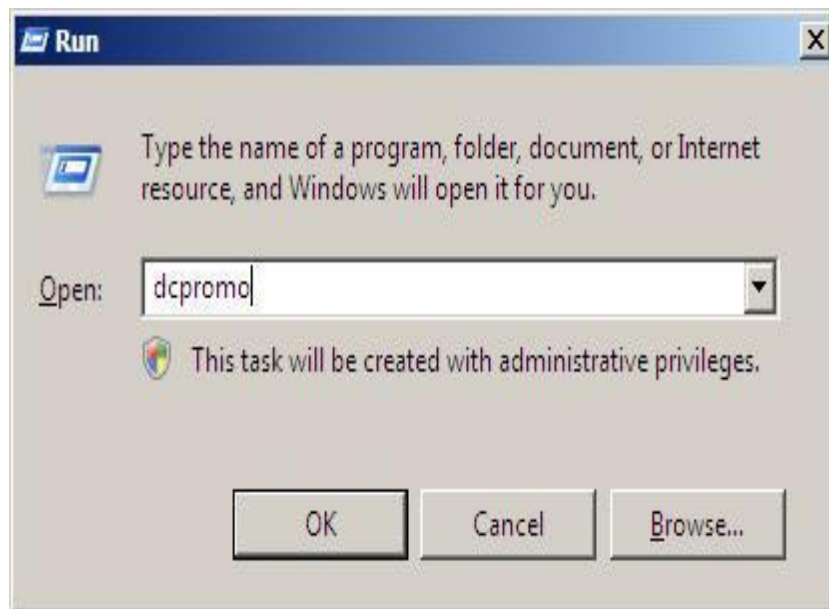 Run
Type the name of a program, folder, document, or Internet
resource, and Windows will open it for you.
Open:
dcpromo
This task will be created with administrative privileges.
OK
Cancel
Browse...